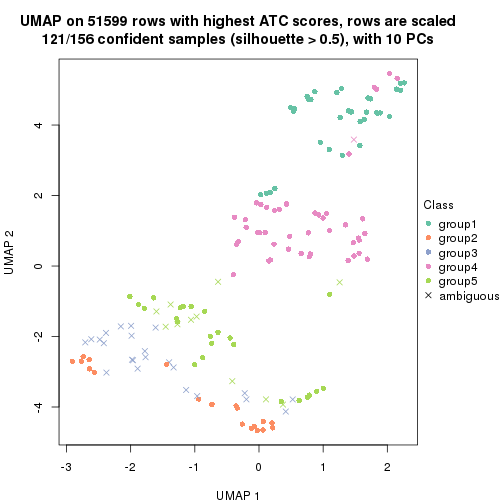 UMAP on 51599 rows with highest ATC scores, rows are scaled
121/156 confident samples (silhouette > 0.5), with 10 PCs
4
2
0
-2
-4
UMAP 2
-3
-2
-1
0
1
2
UMAP 1
Class
group1
group2
group3
group4
group5
ambiguous